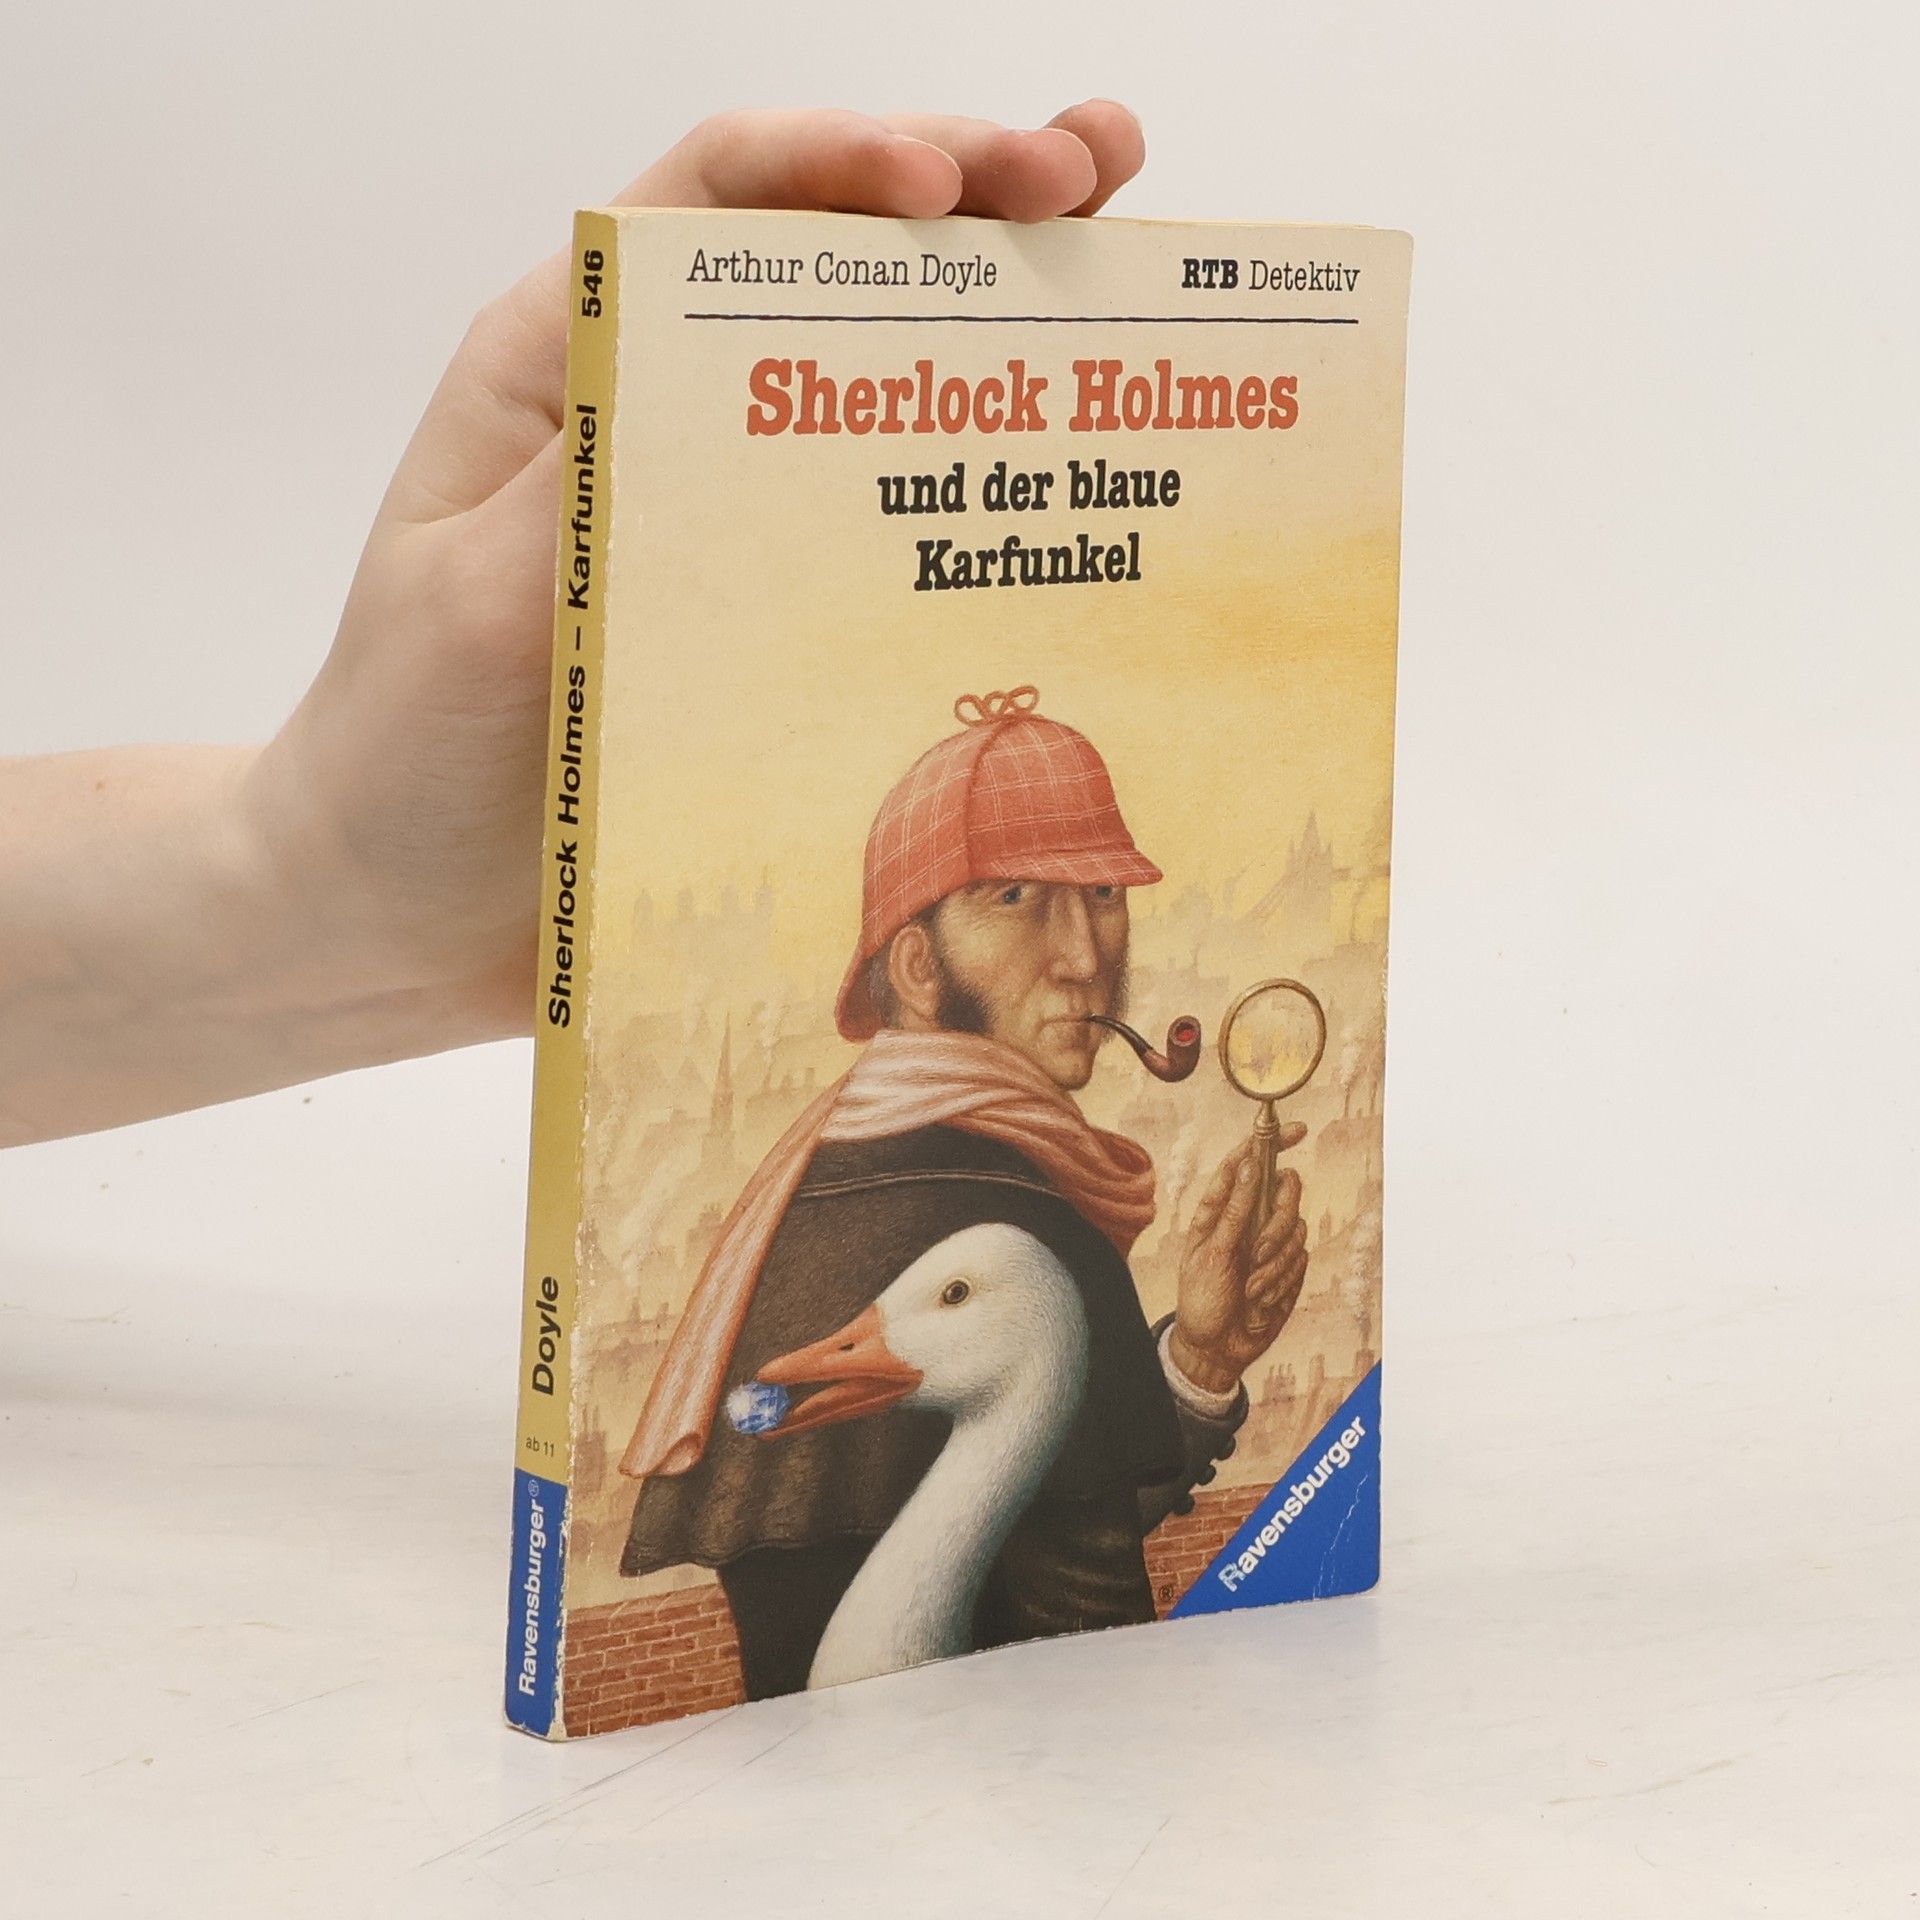 Arthur Conan Doyle
RTB Detektiv
Sherlock Holmes
und der blaue
Karfunkel
Ravensburger
®
546
Sherlock Holmes – Karfunkel
Doyle
ab 11
Ravensburger®